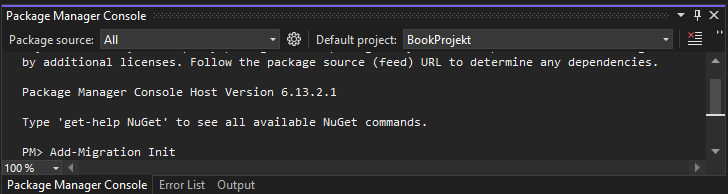 Package Manager Console
Package source: All Default project: BookProjekt
by additional licenses. Follow the package source (feed) URL to determine any dependencies.
Package Manager Console Host Version 6.13.2.1
Type 'get-help NuGet' to see all available NuGet commands.
PM> Add-Migration Init
100 %
Package Manager Console Error List Output